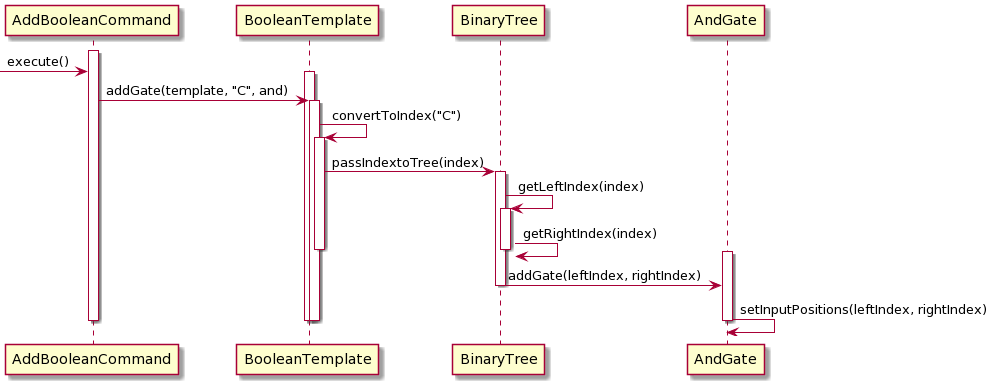 AddBooleanCommand BooleanTemplate BinaryTree AndGate
execute()
addGate(template, "C", and)
convertToIndex("C")
passIndextoTree(index)
getLeftIndex(index)
getRightIndex(index)
addGate(leftIndex, rightIndex)
setInputPositions(leftIndex, rightIndex)
AddBooleanCommand BooleanTemplate BinaryTree AndGate